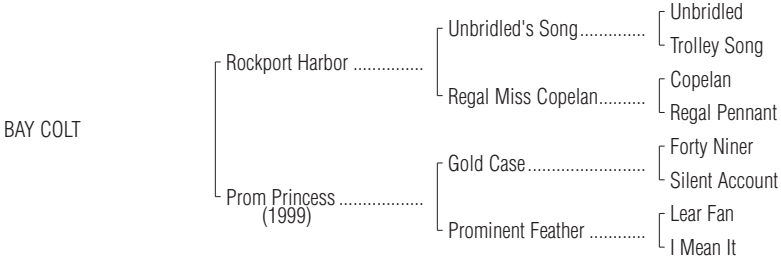 Unbridled
Unbridled's Song..............
Trolley Song
Rockport Harbor ...............
Copelan
Regal Miss Copelan..........
Regal Pennant
BAY COLT
Forty Niner
Gold Case.........................
Silent Account
Prom Princess ..................
(1999)
Lear Fan
Prominent Feather ............
I Mean It